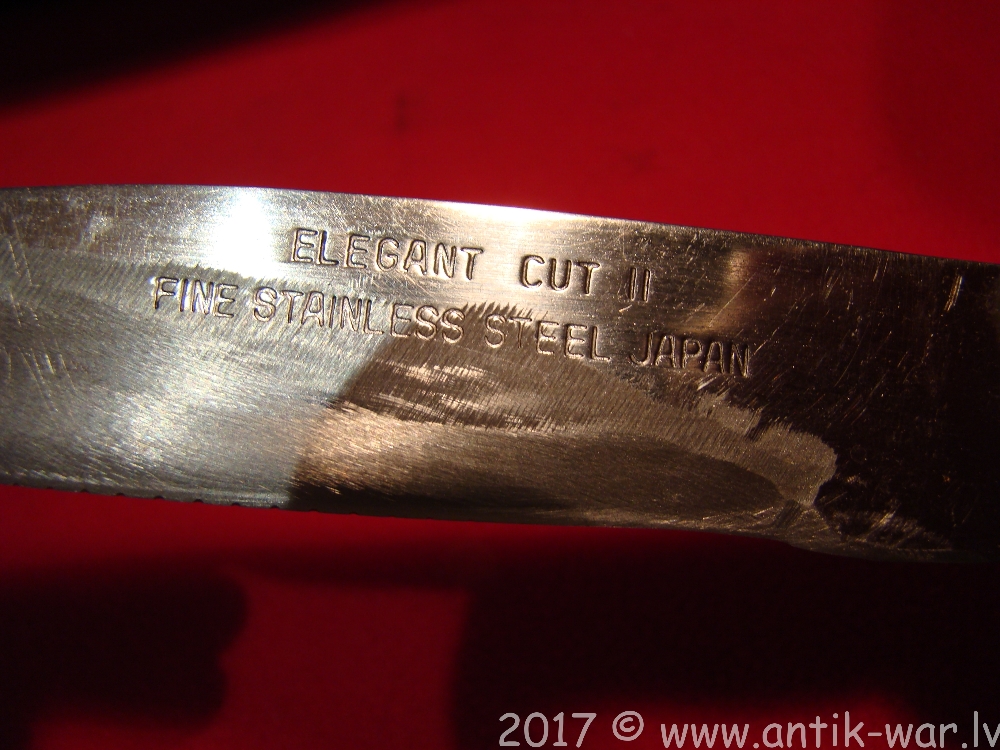 ELEGANT CUT II
FINE STAINLESS STEEL JAPAN
2017 © www.antik-war.lv